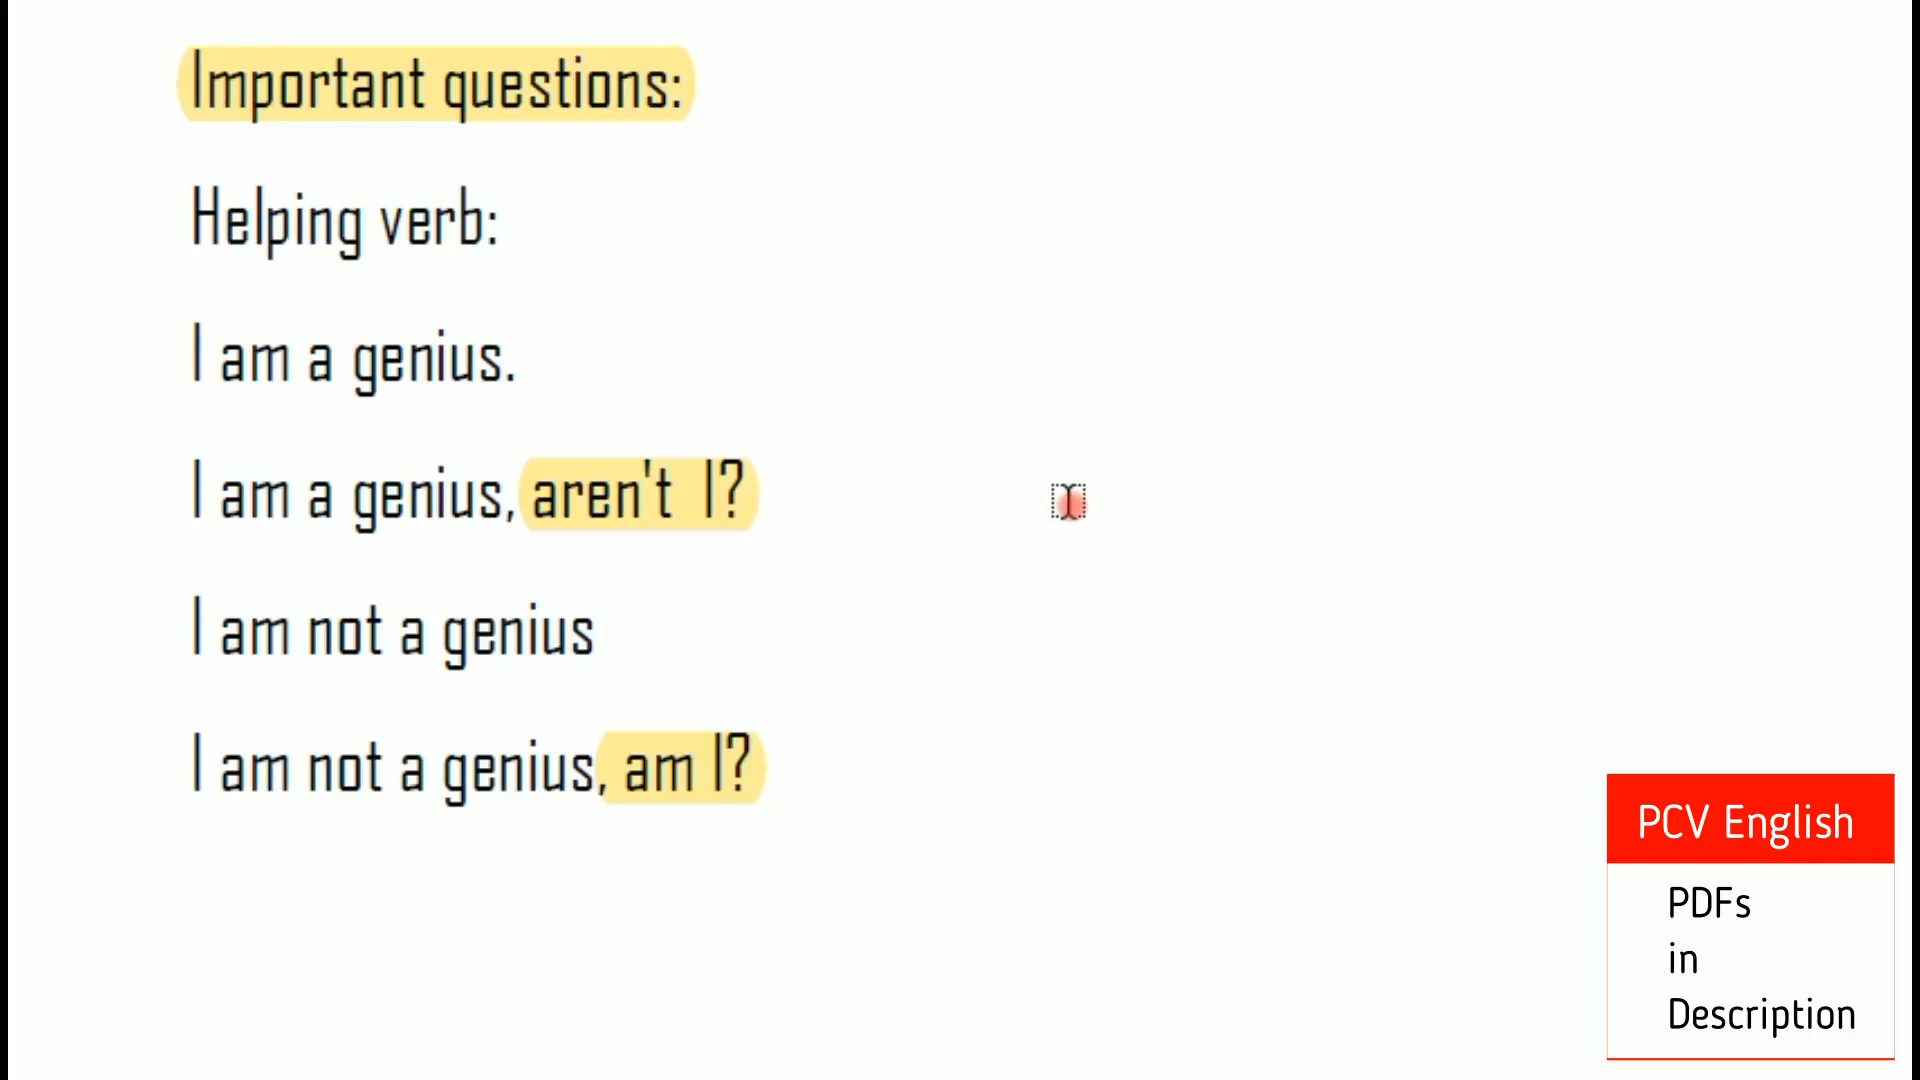 Important questions:
Helping verb:
I am a genius.
I am a genius, aren't I?
I am not a genius
I am not a genius, am I?
PCV English
PDFs
in
Description